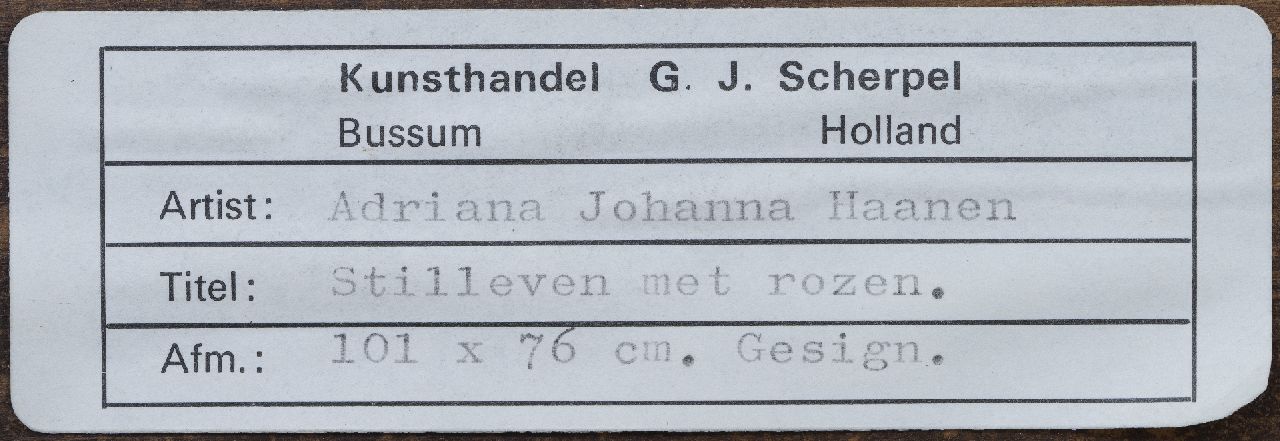 Kunsthandel G. J. Scherpel
Bussum Holland
Artist: Adriana Johanna Haanen
Titel: Stilleven met rozen.
Afm.: 101 x 76 cm. Gesign.